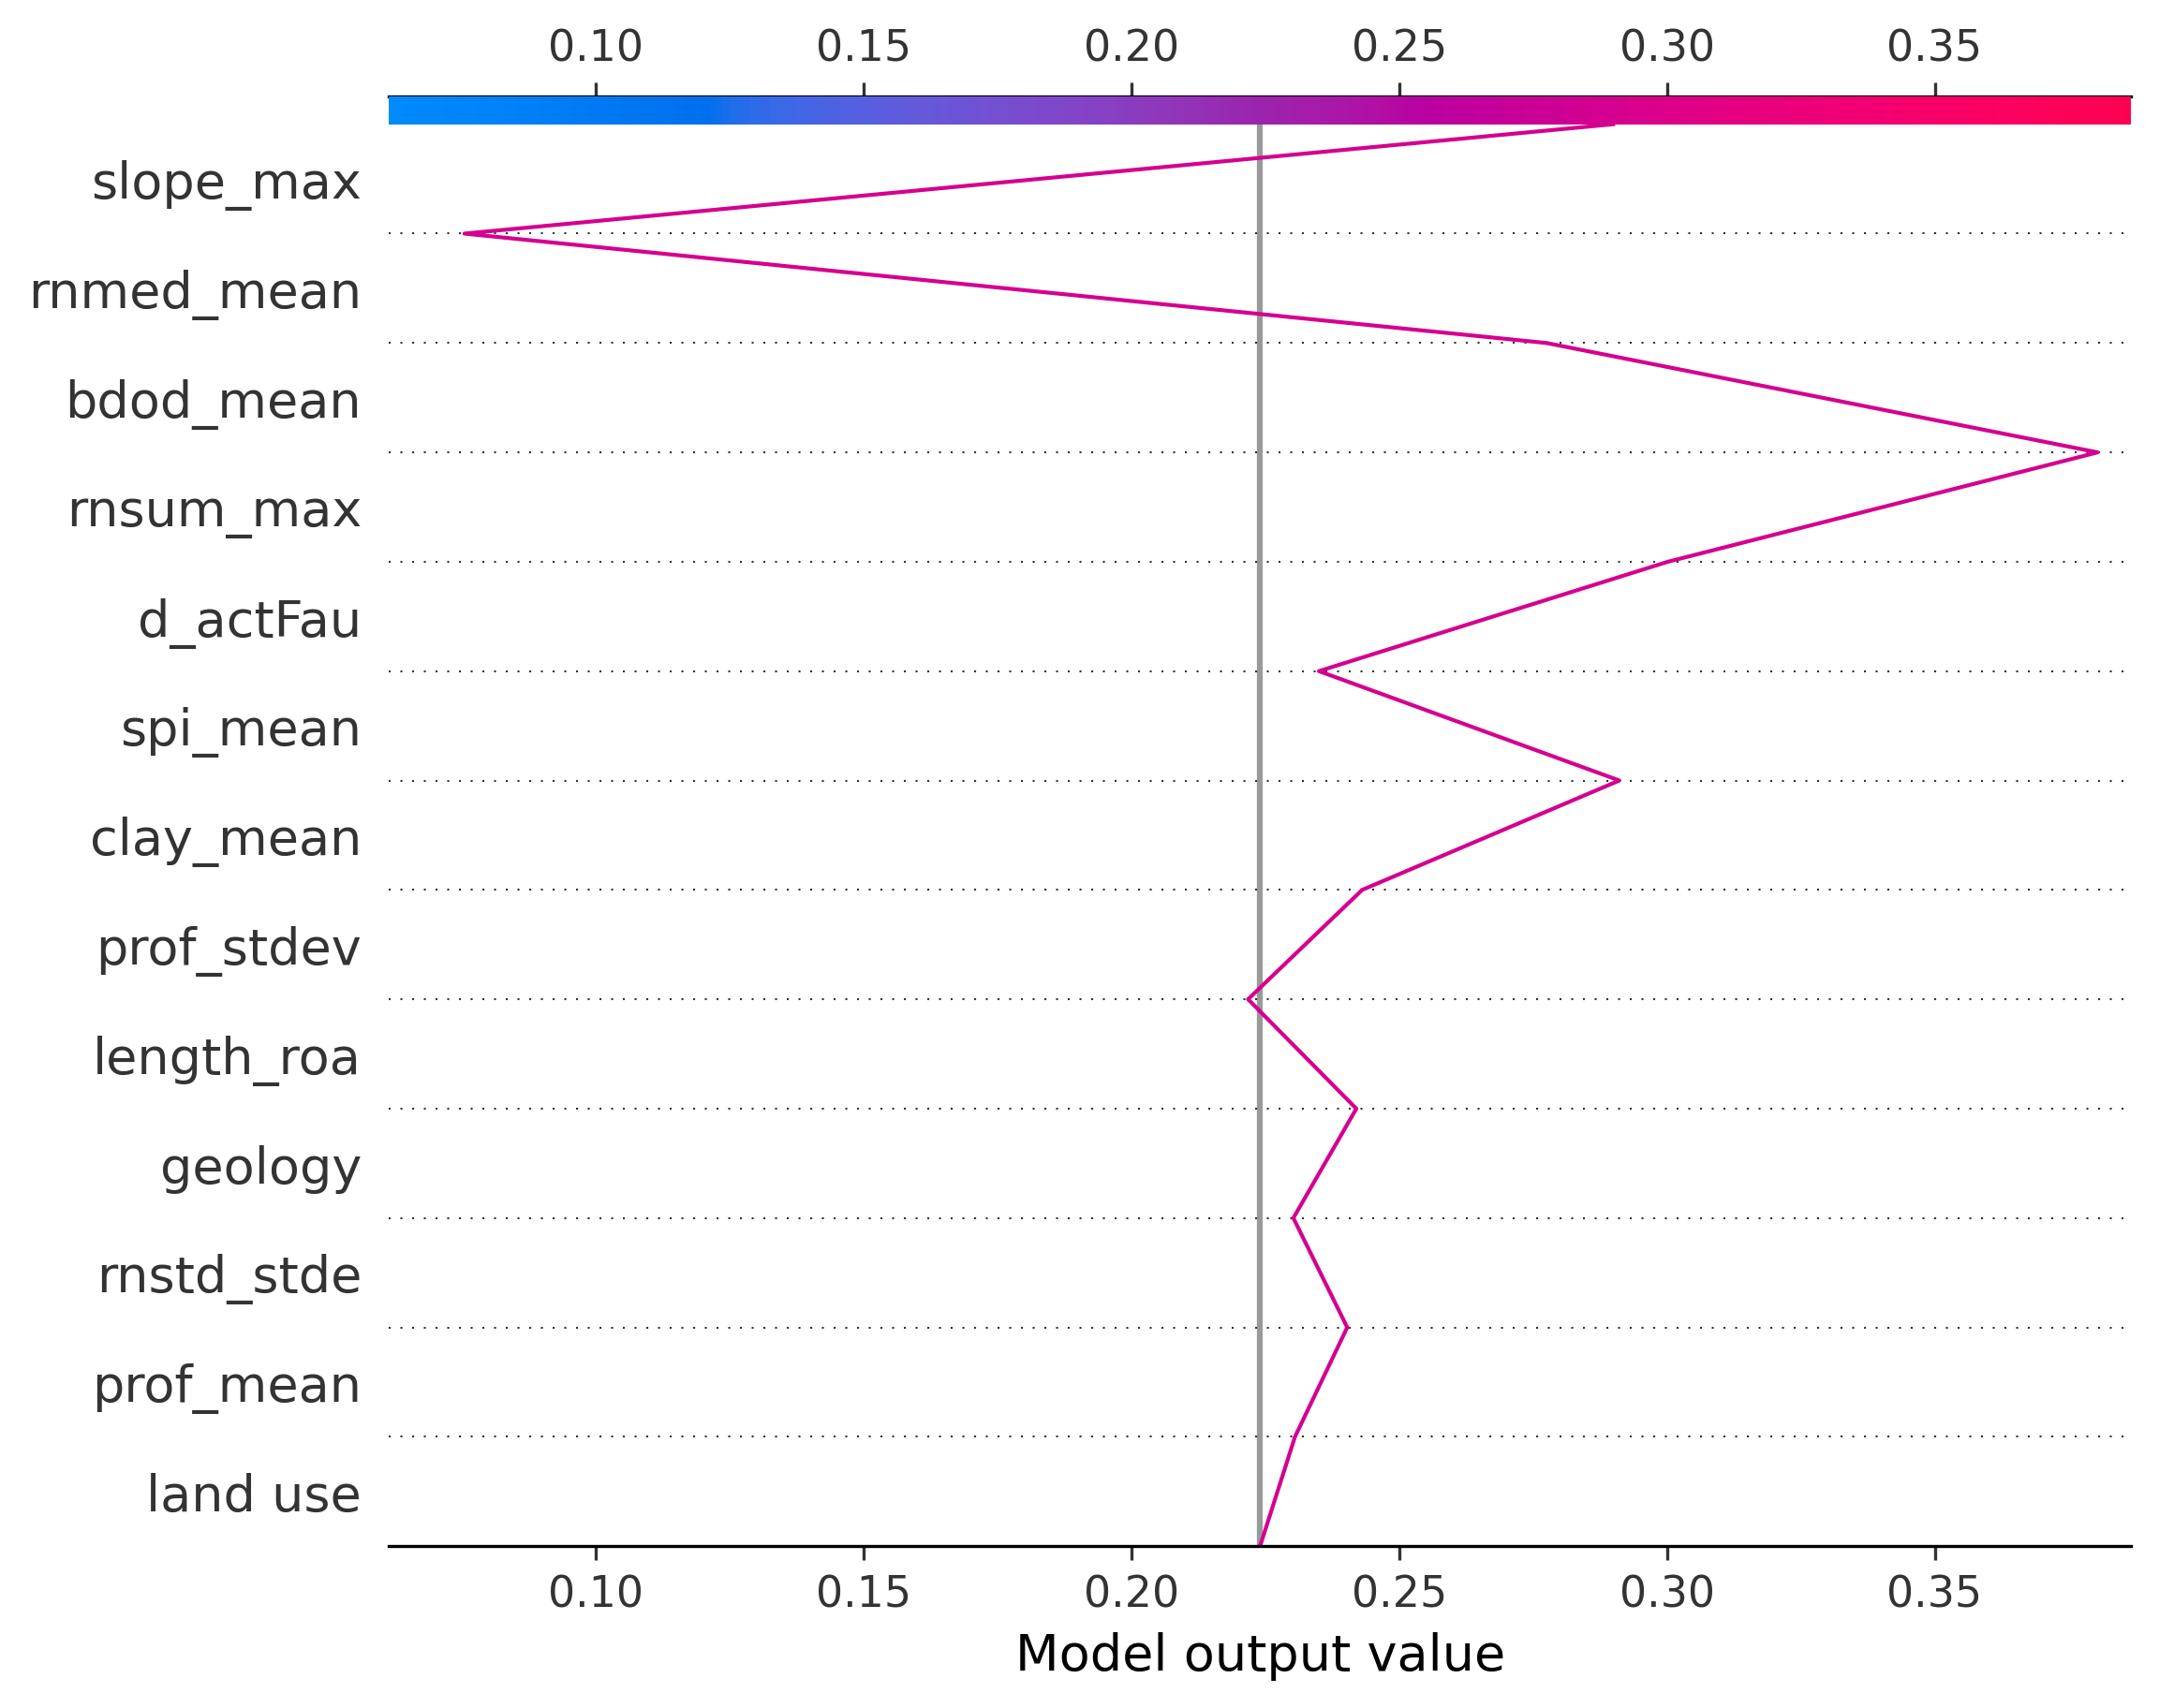 0.10 0.15 0.20 0.25 0.30 0.35
slope_max
rnmed_mean
bdod_mean
rnsum_max
d_actFau
spi_mean
clay_mean
prof_stdev
length_roa
geology
rnstd_stde
prof_mean
land use
0.10 0.15 0.20 0.25 0.30 0.35
Model output value